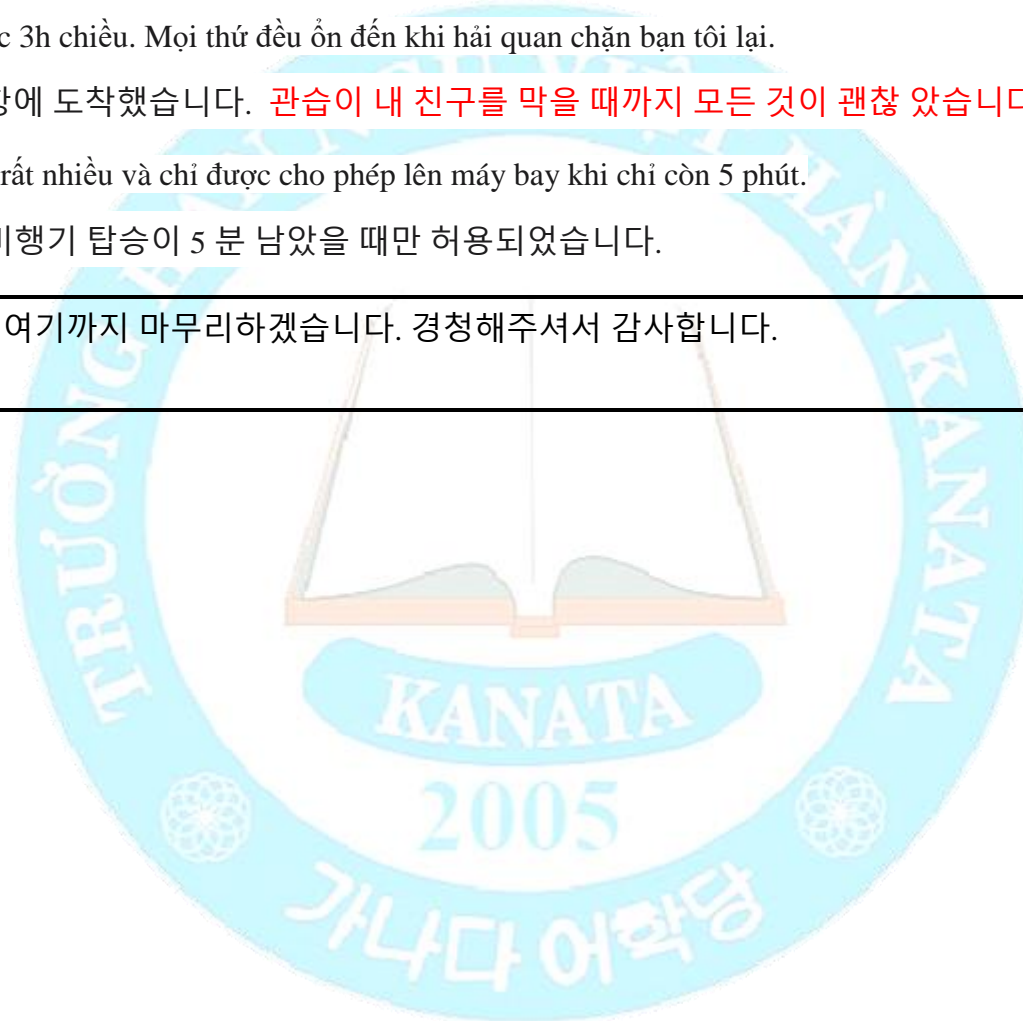 c 3h chiều. Mọi thứ đều ổn đến khi hải quan chặn bạn tôi lại.
항에 도착했습니다. 관습이 내 친구를 막을 때까지 모든 것이 괜찮 았습니다
rất nhiều và chỉ được cho phép lên máy bay khi chỉ còn 5 phút.
비행기 탑승이 5 분 남았을 때만 허용되었습니다.
여기까지 마무리하겠습니다. 경청해주셔서 감사합니다.
KANATA
2005
가나다 어학당